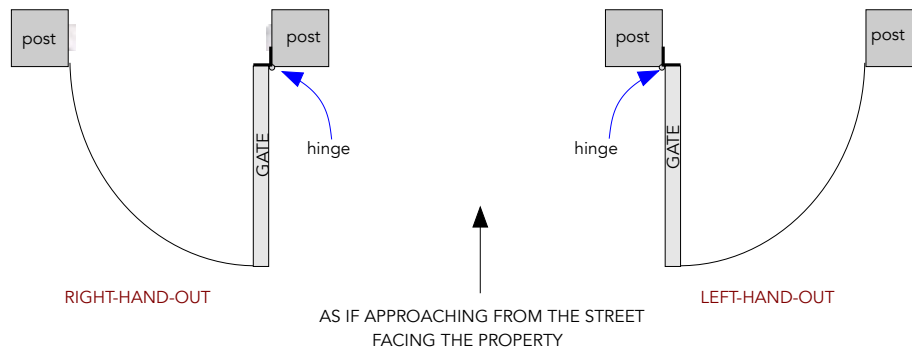 post
post
post
post
hinge
hinge
GATE
GATE
RIGHT-HAND-OUT
LEFT-HAND-OUT
AS IF APPROACHING FROM THE STREET
FACING THE PROPERTY